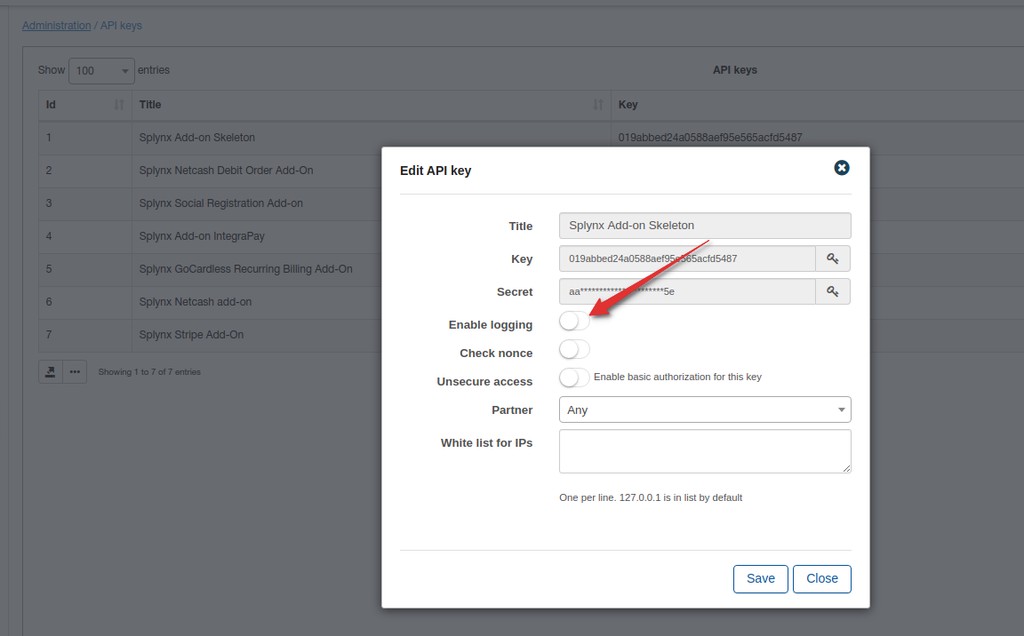 Administration / API keys
Show 100 entries
API keys
Id Title Key
1 Splynx Add-on Skeleton 019abbed24a0588aef95e565acfd5487
2 Splynx Netcash Debit Order Add-On
3 Splynx Social Registration Add-on
4 Splynx Add-on IntegraPay
5 Splynx GoCardless Recurring Billing Add-On
6 Splynx Netcash add-on
7 Splynx Stripe Add-On
Showing 1 to 7 of 7 entries
Edit API key
Title Splynx Add-on Skeleton
Key 019abbed24a0588aef95e565acfd5487
Secret aa**********************5e
Enable logging
Check nonce
Unsecure access Enable basic authorization for this key
Partner Any
White list for IPs
One per line. 127.0.0.1 is in list by default
Save Close